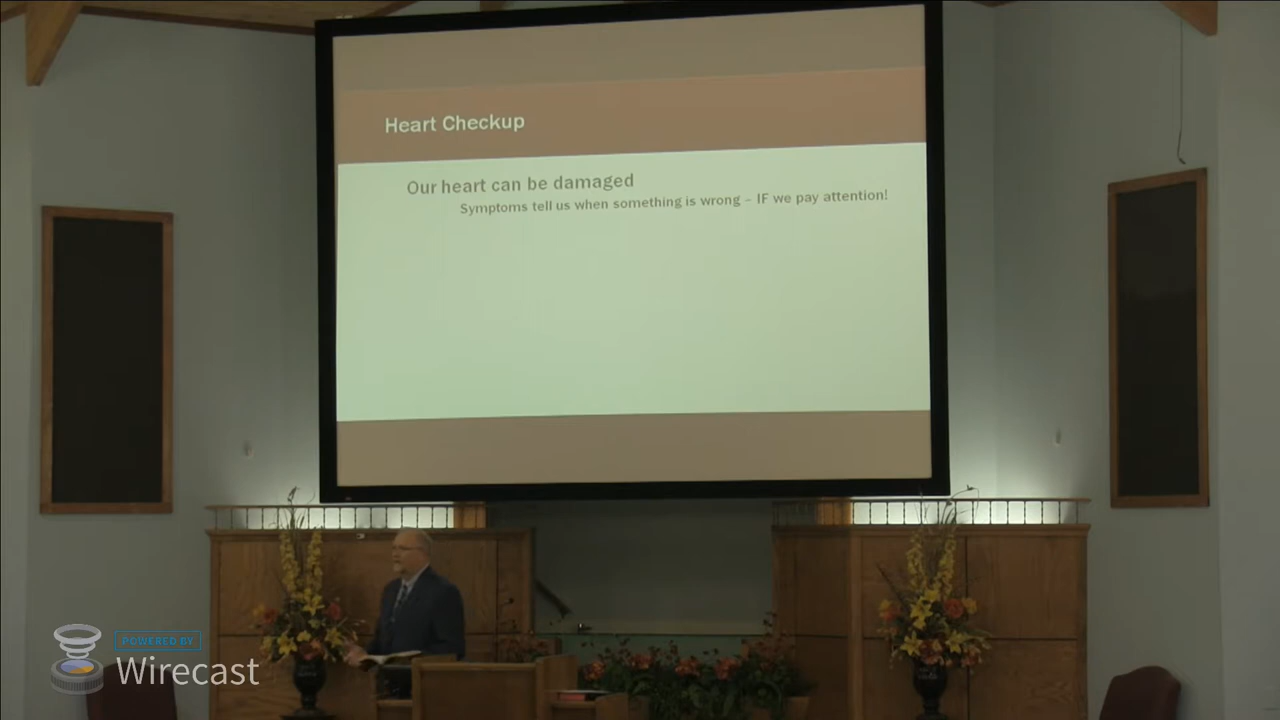 Heart Checkup
Our heart can be damaged
Symptoms tell us when something is wrong – IF we pay attention!
POWERED BY
Wirecast